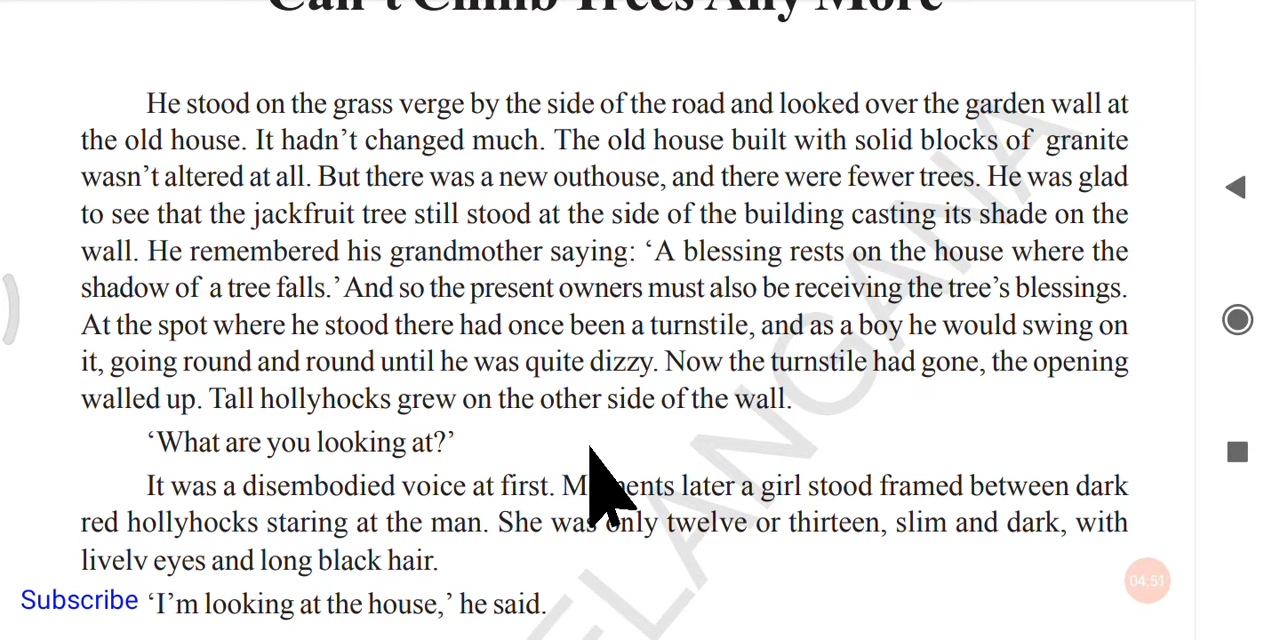 Can't Climb Trees Any More
He stood on the grass verge by the side of the road and looked over the garden wall at
the old house. It hadn't changed much. The old house built with solid blocks of granite
wasn't altered at all. But there was a new outhouse, and there were fewer trees. He was glad
to see that the jackfruit tree still stood at the side of the building casting its shade on the
wall. He remembered his grandmother saying: ‘A blessing rests on the house where the
shadow of a tree falls.’ And so the present owners must also be receiving the tree's blessings.
At the spot where he stood there had once been a turnstile, and as a boy he would swing on
it, going round and round until he was quite dizzy. Now the turnstile had gone, the opening
walled up. Tall hollyhocks grew on the other side of the wall.
‘What are you looking at?’
It was a disembodied voice at first. Moments later a girl stood framed between dark
red hollyhocks staring at the man. She was only twelve or thirteen, slim and dark, with
lively eyes and long black hair.
Subscribe ‘I'm looking at the house,’ he said.
04:51
ELANGANA